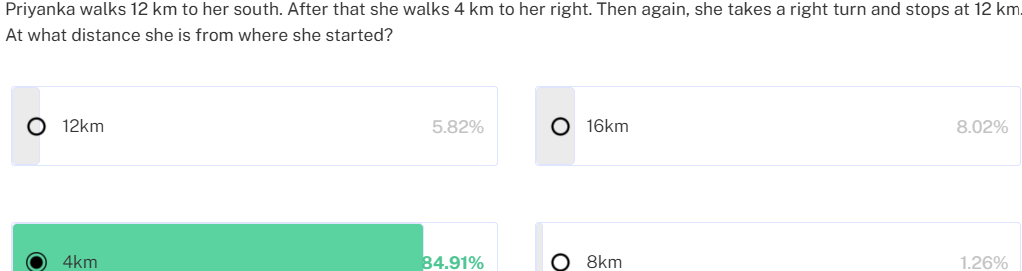 Priyanka walks 12 km to her south. After that she walks 4 km to her right. Then again, she takes a right turn and stops at 12 km.
At what distance she is from where she started?
12km 5.82%
16km 8.02%
4km 84.91%
8km 1.26%